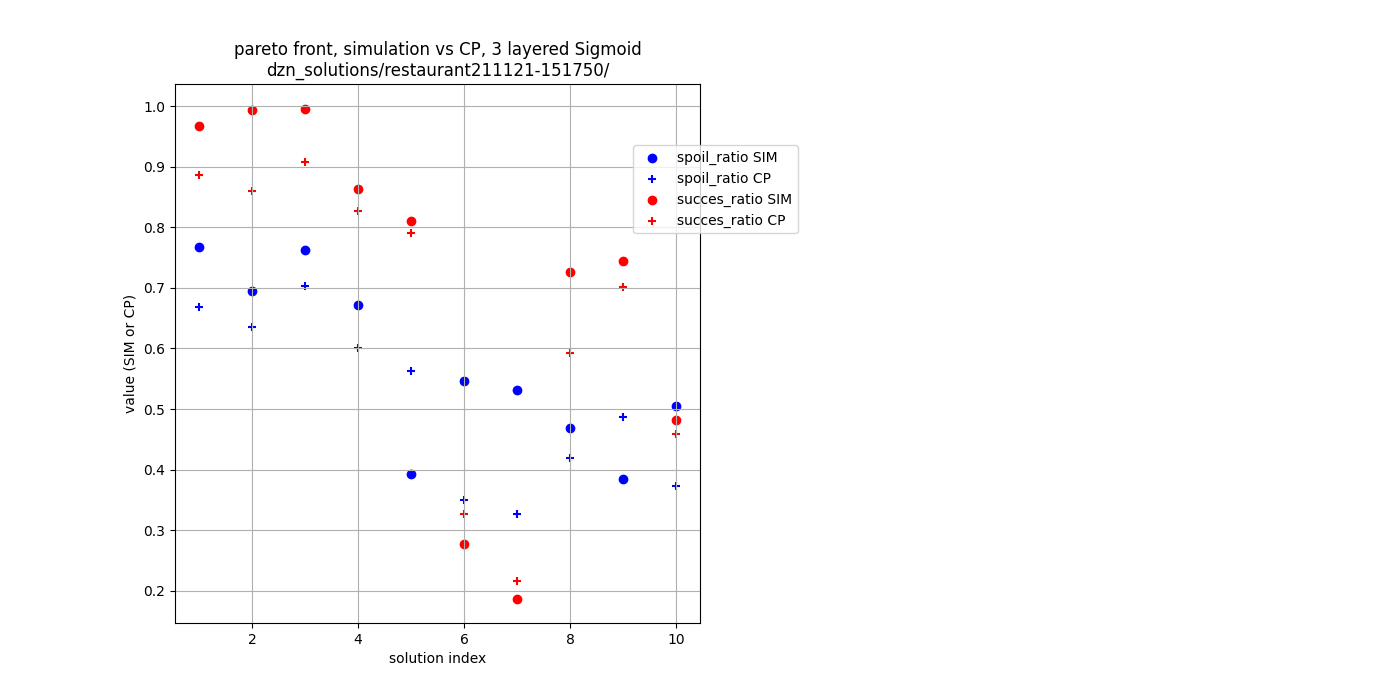 pareto front, simulation vs CP, 3 layered Sigmoid
dzn_solutions/restaurant211121-151750/
1.0
0.9
0.8
0.7
0.6
0.5
0.4
0.3
0.2
value (SIM or CP)
spoil_ratio SIM
spoil_ratio CP
succes_ratio SIM
succes_ratio CP
2 4 6 8 10
solution index